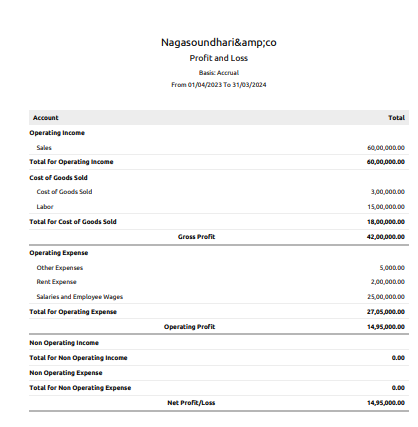 Nagasoundhari&amp;co
Profit and Loss
Basis: Accrual
From 01/04/2023 To 31/03/2024
Account Total
Operating Income
Sales 60,00,000.00
Total for Operating Income 60,00,000.00
Cost of Goods Sold
Cost of Goods Sold 3,00,000.00
Labor 15,00,000.00
Total for Cost of Goods Sold 18,00,000.00
Gross Profit 42,00,000.00
Operating Expense
Other Expenses 5,000.00
Rent Expense 2,00,000.00
Salaries and Employee Wages 25,00,000.00
Total for Operating Expense 27,05,000.00
Operating Profit 14,95,000.00
Non Operating Income
Total for Non Operating Income 0.00
Non Operating Expense
Total for Non Operating Expense 0.00
Net Profit/Loss 14,95,000.00